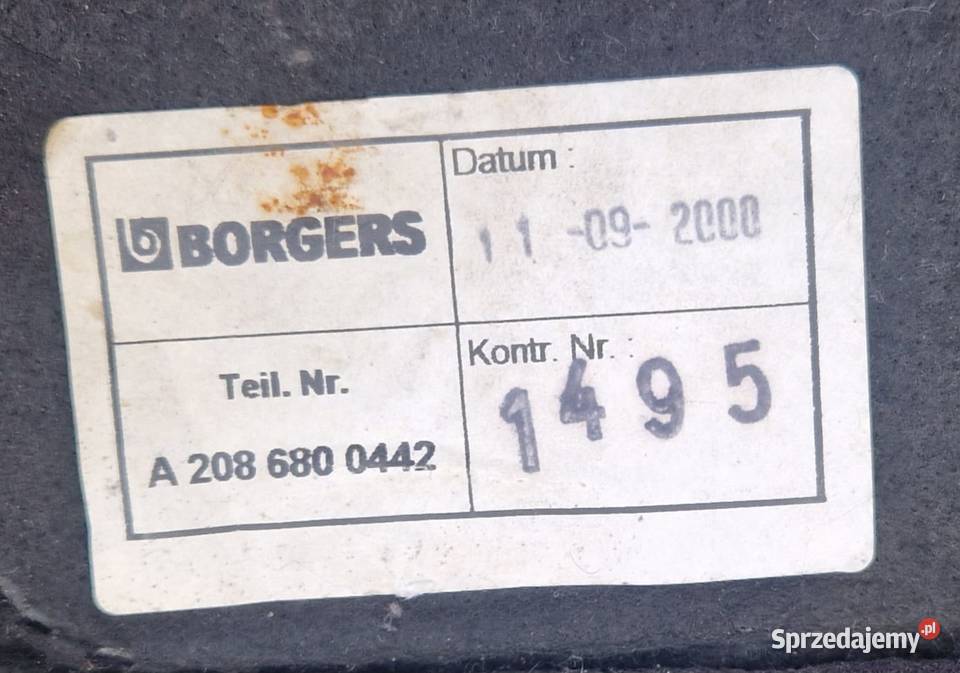 BORGERS
Datum :
11 -09- 2000
Teil. Nr.
A 208 680 0442
Kontr. Nr. :
1495
Sprzedajemy.pl